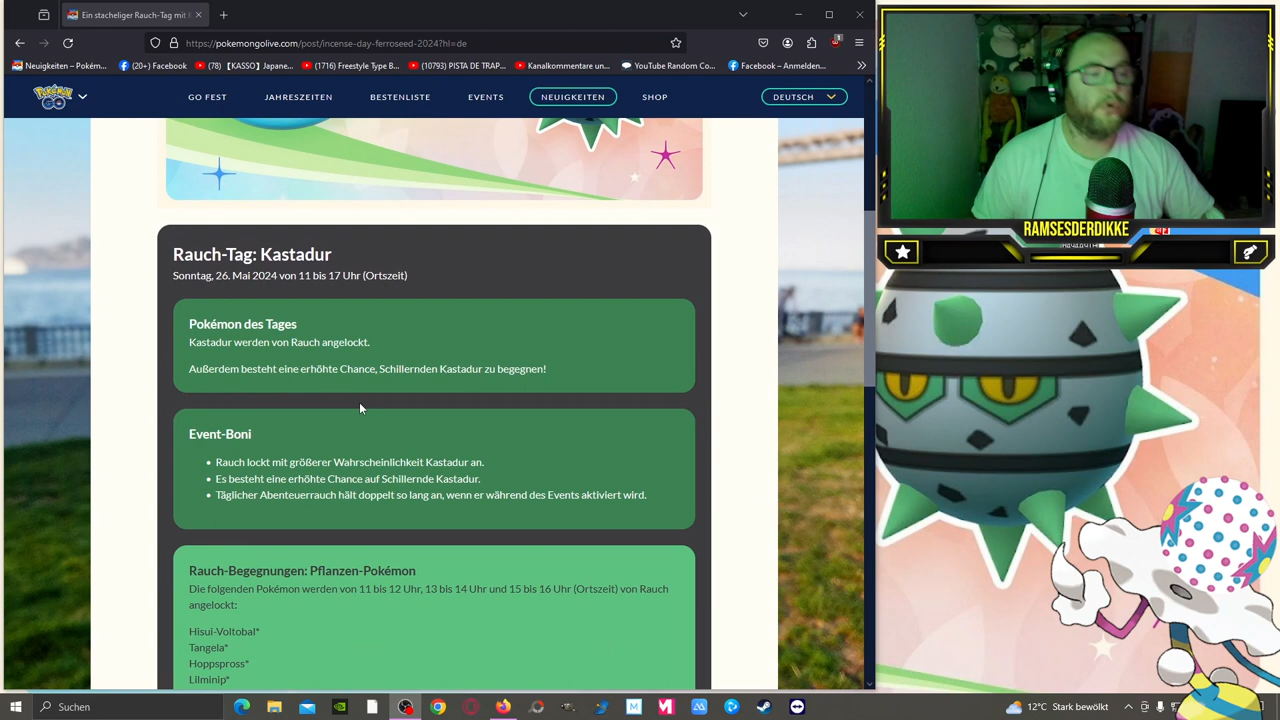 Ein stacheliger Rauch-Tag mit
https://pokemongolive.com/post/incense-day-ferroseed-2024?hl=de
Neuigkeiten – Pokém...
(20+) Facebook
(78) 【KASSO】Japane...
(171) Freestyle Type B...
(10793) PISTA DE TRAP...
Kanalkommentare un...
YouTube Random Co...
Facebook – Anmelden...
GO FEST
JAHRESZEITEN
BESTENLISTE
EVENTS
NEUIGKEITEN
SHOP
DEUTSCH
Rauch-Tag: Kastadur
Sonntag, 26. Mai 2024 von 11 bis 17 Uhr (Ortszeit)
Pokémon des Tages
Kastadur werden von Rauch angelockt.
Außerdem besteht eine erhöhte Chance, Schillernden Kastadur zu begegnen!
Event-Boni
• Rauch lockt mit größerer Wahrscheinlichkeit Kastadur an.
• Es besteht eine erhöhte Chance auf Schillernde Kastadur.
• Täglicher Abenteuerrauch hält doppelt so lang an, wenn er während des Events aktiviert wird.
Rauch-Begegnungen: Pflanzen-Pokémon
Die folgenden Pokémon werden von 11 bis 12 Uhr, 13 bis 14 Uhr und 15 bis 16 Uhr (Ortszeit) von Rauch
angelockt:
Hisui-Voltobal*
Tangela*
Hoppspross*
Lilminip*
RAMSESDERDIKKE
Suchen
12°C Stark bewölkt